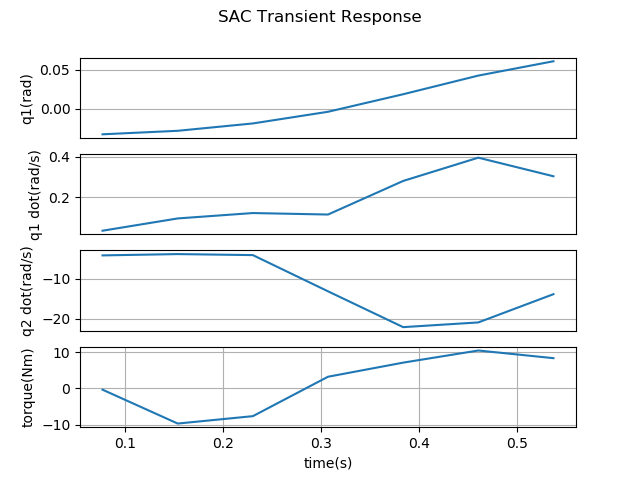 SAC Transient Response
0.05
0.00
q1(rad)
0.4
0.2
q1 dot(rad/s)
−10
−20
q2 dot(rad/s)
10
0
−10
torque(Nm)
0.1 0.2 0.3 0.4 0.5
time(s)